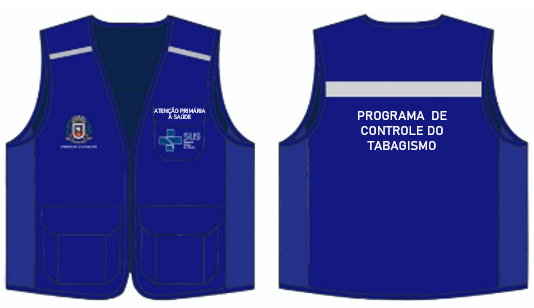 ATENÇÃO PRIMÁRIA
À SAÚDE
SUS
PROGRAMA DE
CONTROLE DO
TABAGISMO